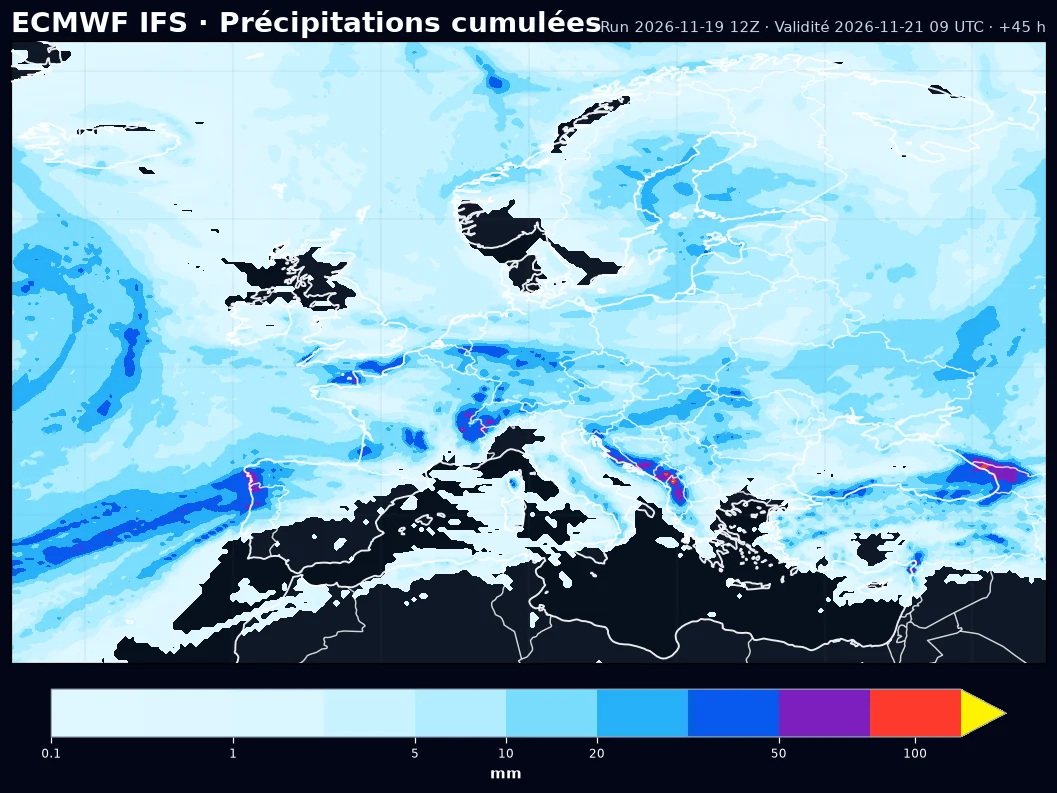 ECMWF IFS · Précipitations cumulées
Run 2026-11-19 12Z · Validité 2026-11-21 09 UTC · +45 h
0.1 1 5 10 20 50 100
mm